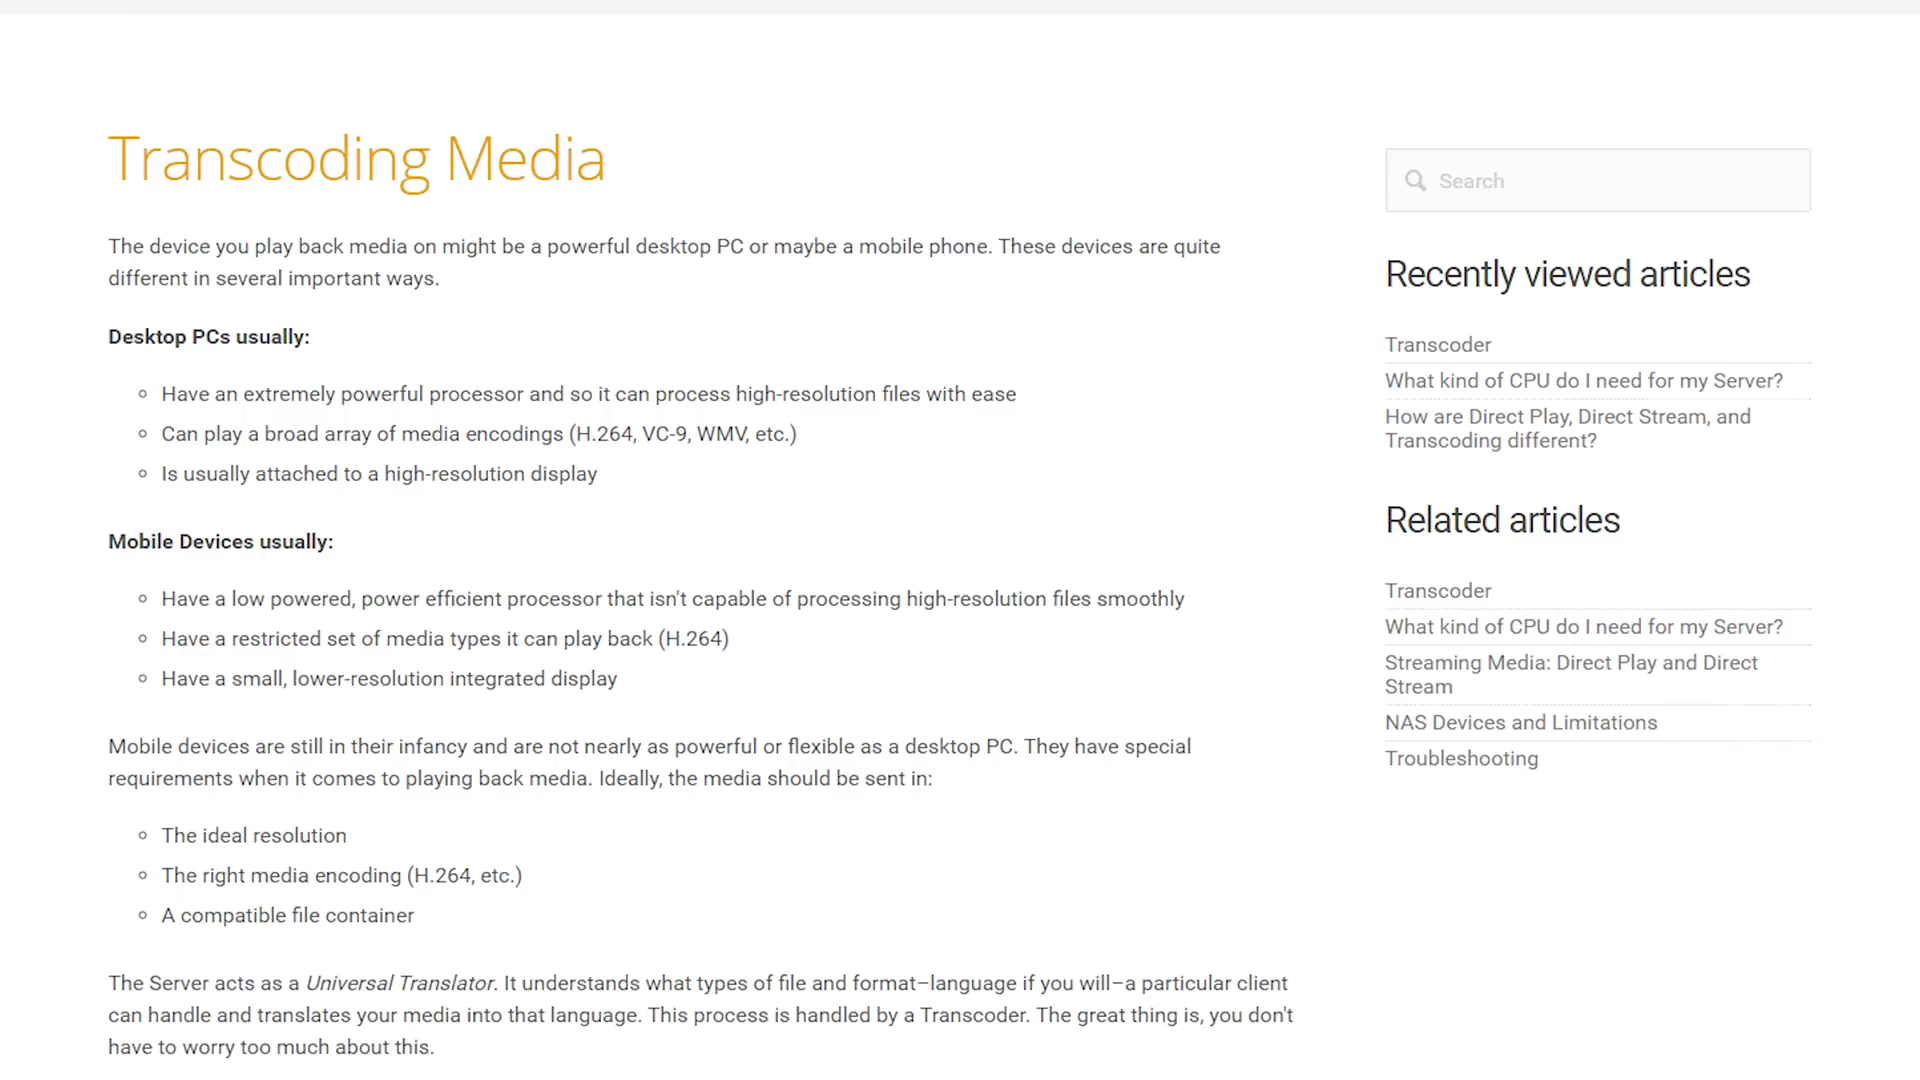 Transcoding Media
The device you play back media on might be a powerful desktop PC or maybe a mobile phone. These devices are quite
different in several important ways.
Desktop PCs usually:
Have an extremely powerful processor and so it can process high-resolution files with ease
Can play a broad array of media encodings (H.264, VC-9, WMV, etc.)
Is usually attached to a high-resolution display
Mobile Devices usually:
Have a low powered, power efficient processor that isn't capable of processing high-resolution files smoothly
Have a restricted set of media types it can play back (H.264)
Have a small, lower-resolution integrated display
Mobile devices are still in their infancy and are not nearly as powerful or flexible as a desktop PC. They have special
requirements when it comes to playing back media. Ideally, the media should be sent in:
The ideal resolution
The right media encoding (H.264, etc.)
A compatible file container
The Server acts as a Universal Translator. It understands what types of file and format–language if you will–a particular client
can handle and translates your media into that language. This process is handled by a Transcoder. The great thing is, you don't
have to worry too much about this.
Search
Recently viewed articles
Transcoder
What kind of CPU do I need for my Server?
How are Direct Play, Direct Stream, and
Transcoding different?
Related articles
Transcoder
What kind of CPU do I need for my Server?
Streaming Media: Direct Play and Direct
Stream
NAS Devices and Limitations
Troubleshooting